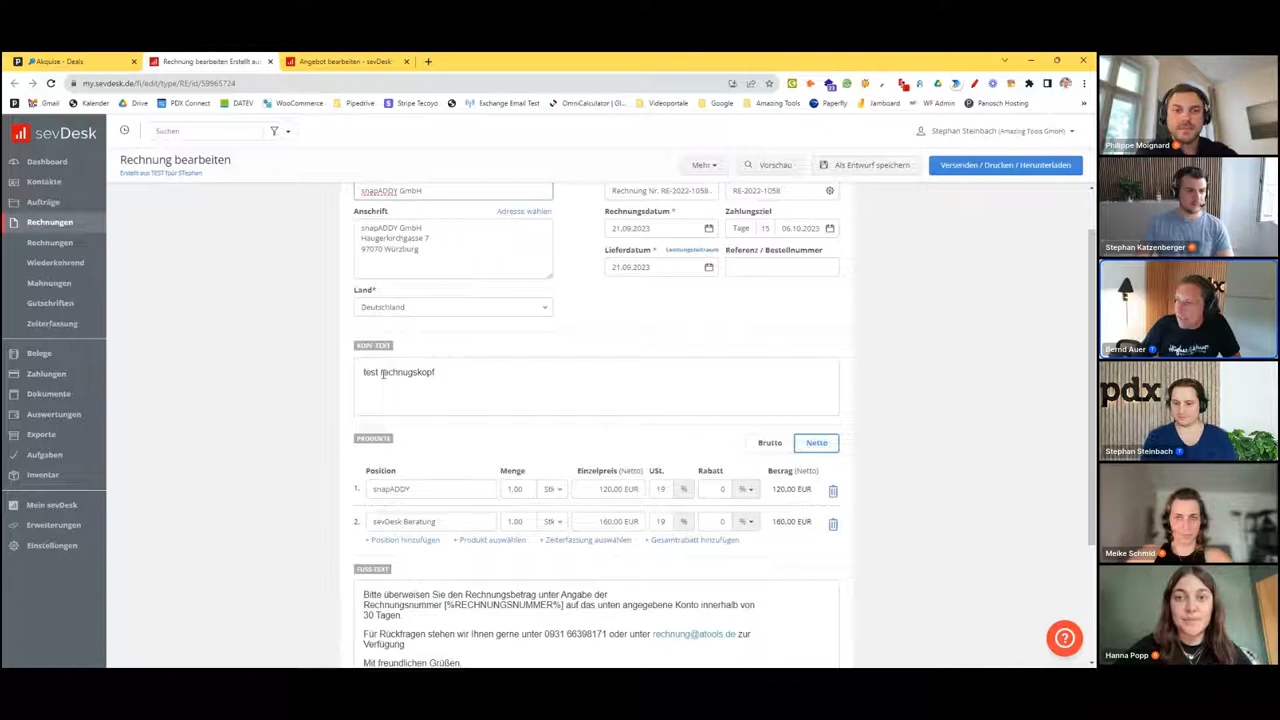 Akquise - Deals
Rechnung bearbeiten Erstellt aus
Angebot bearbeiten - sevDesk
my.sevdesk.de/fi/edit/type/RE/id/59965724
Gmail Kalender Drive PDX Connect DATEV WooCommerce Pipedrive Stripe Tecoyo Exchange Email Test OmniCalculator | Gl... Videoportale Google Amazing Tools Paperfly Jamboard WF Admin Panosch Hosting
sevDesk
Suchen
Stephan Steinbach (Amazing Tools GmbH)
Rechnung bearbeiten
Erstellt aus TEST für STephen
Mehr
Vorschau
Als Entwurf speichern
Versenden / Drucken / Herunterladen
Dashboard
Kontakte
Aufträge
Rechnungen
Rechnungen
Wiederkehrend
Mahnungen
Gutschriften
Zeiterfassung
Belege
Zahlungen
Dokumente
Auswertungen
Exporte
Aufgaben
Inventar
Mein sevDesk
Erweiterungen
Einstellungen
snapADDY GmbH
Rechnung Nr. RE-2022-1058.
RE-2022-1058
Anschrift
Adresse wählen
Rechnungsdatum *
Zahlungsziel
snapADDY GmbH
Haugerkirchgasse 7
97070 Würzburg
21.09.2023
Tage 15 06.10.2023
Lieferdatum *
Leistungszeitraum
Referenz / Bestellnummer
21.09.2023
Land*
Deutschland
KOPF-TEXT
test rechnugskopf
PRODUKTE
Brutto
Netto
Position Menge Einzelpreis (Netto) USt. Rabatt Betrag (Netto)
1. snapADDY 1.00 Stk 120,00 EUR 19 % 0 % 120,00 EUR
2. sevDesk Beratung 1.00 Stk 160,00 EUR 19 % 0 % 160,00 EUR
+ Position hinzufügen + Produkt auswählen + Zeiterfassung auswählen + Gesamtrabatt hinzufügen
FUSS-TEXT
Bitte überweisen Sie den Rechnungsbetrag unter Angabe der
Rechnungsnummer [%RECHNUNGSNUMMER%] auf das unten angegebene Konto innerhalb von
30 Tagen.
Für Rückfragen stehen wir Ihnen gerne unter 0931 66398171 oder unter rechnung@atools.de zur
Verfügung
Mit freundlichen Grüßen,
Philippe Moignard
Stephan Katzenberger
Higher
Bernd Auer
pdx
Stephan Steinbach
Meike Schmid
Hanna Popp